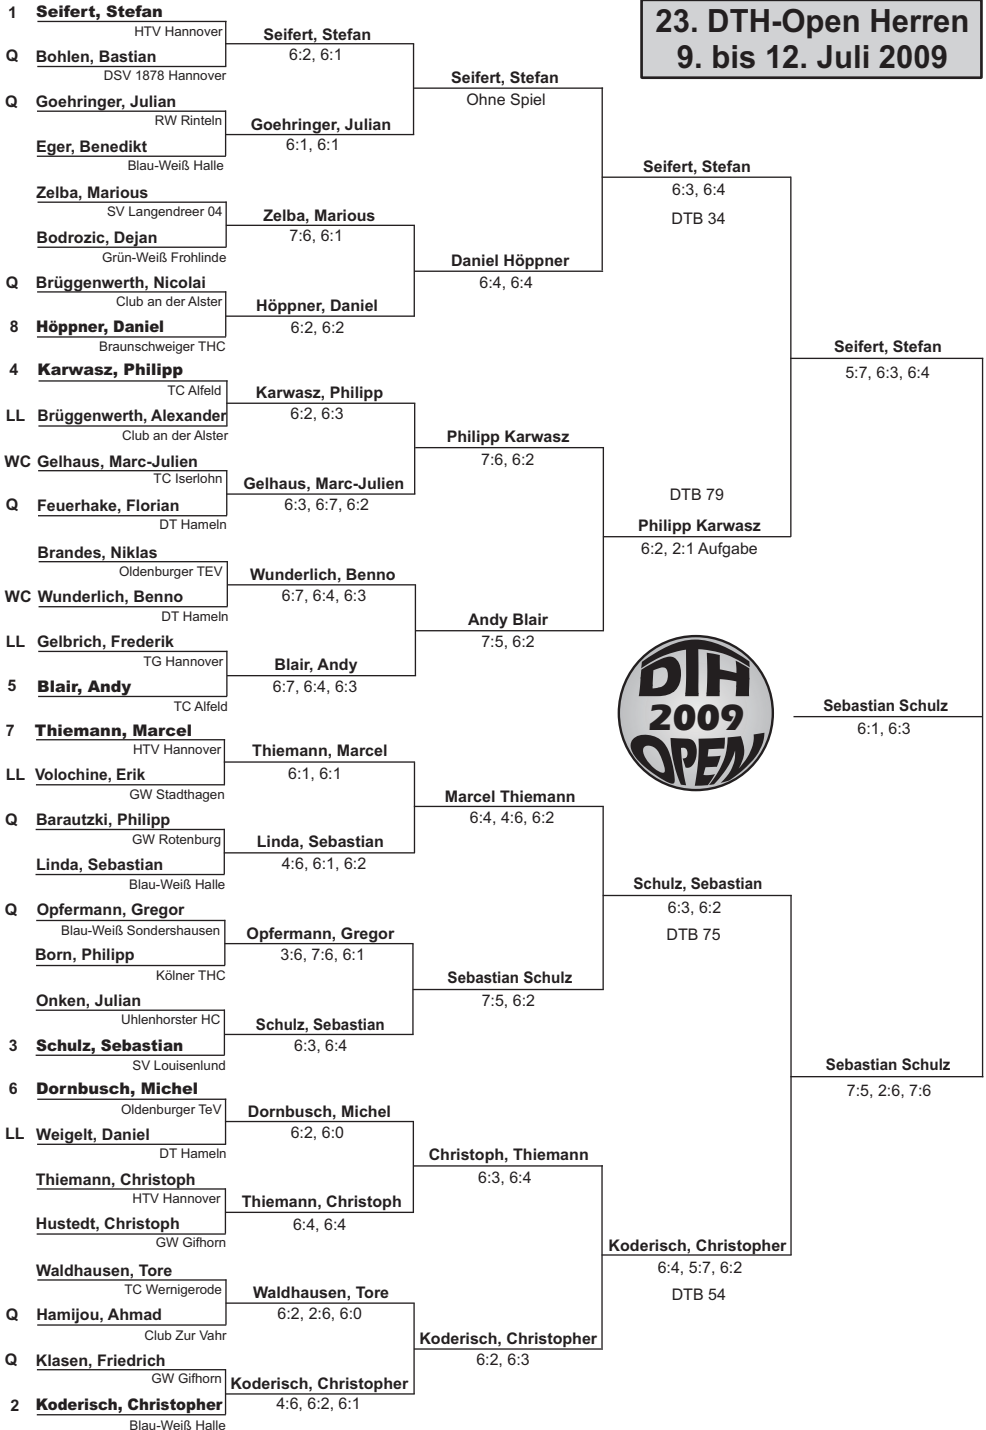 23. DTH-Open Herren
9. bis 12. Juli 2009
1 Seifert, Stefan
HTV Hannover
Q Bohlen, Bastian
DSV 1878 Hannover
Q Goehringer, Julian
RW Rinteln
Eger, Benedikt
Blau-Weiß Halle
Zelba, Marious
SV Langendreer 04
Bodrozic, Dejan
Grün-Weiß Frohlinde
Q Brüggenwerth, Nicolai
Club an der Alster
8 Höppner, Daniel
Braunschweiger THC
4 Karwasz, Philipp
TC Alfeld
LL Brüggenwerth, Alexander
Club an der Alster
WC Gelhaus, Marc-Julien
TC Iserlohn
Q Feuerhake, Florian
DT Hameln
Brandes, Niklas
Oldenburger TEV
WC Wunderlich, Benno
DT Hameln
LL Gelbrich, Frederik
TG Hannover
5 Blair, Andy
TC Alfeld
7 Thiemann, Marcel
HTV Hannover
LL Volochine, Erik
GW Stadthagen
Q Barautzki, Philipp
GW Rotenburg
Linda, Sebastian
Blau-Weiß Halle
Q Opfermann, Gregor
Blau-Weiß Sondershausen
Born, Philipp
Kölner THC
Onken, Julian
Uhlenhorster HC
3 Schulz, Sebastian
SV Louisenlund
6 Dornbusch, Michel
Oldenburger TeV
LL Weigelt, Daniel
DT Hameln
Thiemann, Christoph
HTV Hannover
Hustedt, Christoph
GW Gifhorn
Waldhausen, Tore
TC Wernigerode
Q Hamijou, Ahmad
Club Zur Vahr
Q Klasen, Friedrich
GW Gifhorn
2 Koderisch, Christopher
Blau-Weiß Halle
Seifert, Stefan
6:2, 6:1
Goehringer, Julian
6:1, 6:1
Zelba, Marious
7:6, 6:1
Höppner, Daniel
6:2, 6:2
Karwasz, Philipp
6:2, 6:3
Gelhaus, Marc-Julien
6:3, 6:7, 6:2
Wunderlich, Benno
6:7, 6:4, 6:3
Blair, Andy
6:7, 6:4, 6:3
Thiemann, Marcel
6:1, 6:1
Linda, Sebastian
4:6, 6:1, 6:2
Opfermann, Gregor
3:6, 7:6, 6:1
Schulz, Sebastian
6:3, 6:4
Dornbusch, Michel
6:2, 6:0
Thiemann, Christoph
6:4, 6:4
Waldhausen, Tore
6:2, 2:6, 6:0
Koderisch, Christopher
4:6, 6:2, 6:1
Seifert, Stefan
Ohne Spiel
Daniel Höppner
6:4, 6:4
Philipp Karwasz
7:6, 6:2
Andy Blair
7:5, 6:2
Marcel Thiemann
6:4, 4:6, 6:2
Sebastian Schulz
7:5, 6:2
Christoph, Thiemann
6:3, 6:4
Koderisch, Christopher
6:2, 6:3
Seifert, Stefan
6:3, 6:4
DTB 34
DTB 79
Philipp Karwasz
6:2, 2:1 Aufgabe
DTH
2009
OPEN
Schulz, Sebastian
6:3, 6:2
DTB 75
Koderisch, Christopher
6:4, 5:7, 6:2
DTB 54
Seifert, Stefan
5:7, 6:3, 6:4
Sebastian Schulz
6:1, 6:3
Sebastian Schulz
7:5, 2:6, 7:6